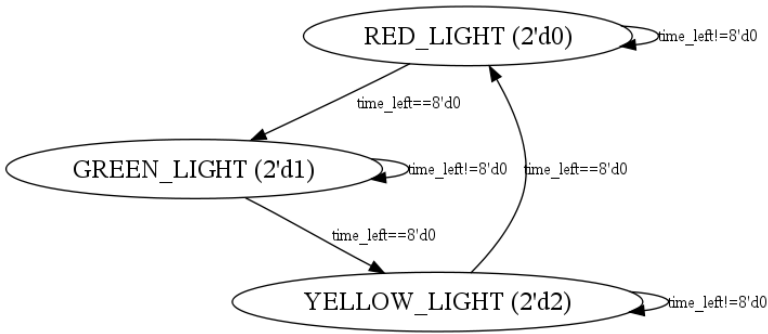 RED_LIGHT (2'd0)
time_left!=8'd0
time_left==8'd0
GREEN_LIGHT (2'd1)
time_left!=8'd0
time_left==8'd0
time_left==8'd0
YELLOW_LIGHT (2'd2)
time_left!=8'd0